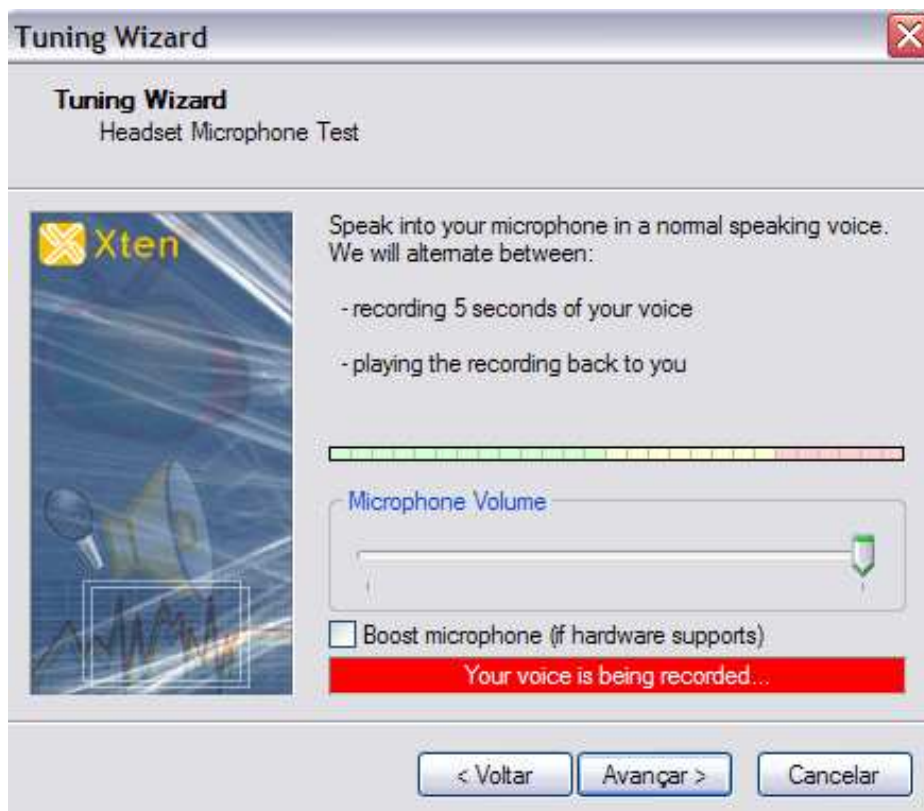 Tuning Wizard
Tuning Wizard
Headset Microphone Test
Xten
Speak into your microphone in a normal speaking voice.
We will alternate between:
- recording 5 seconds of your voice
- playing the recording back to you
Microphone Volume
Boost microphone (if hardware supports)
Your voice is being recorded...
< Voltar
Avançar >
Cancelar